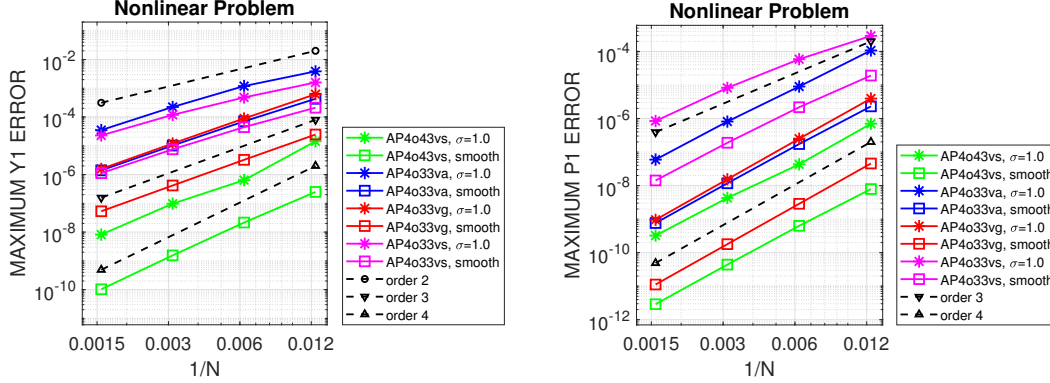 Nonlinear Problem
MAXIMUM Y1 ERROR
10^-2
10^-4
10^-6
10^-8
10^-10
0.0015 0.003 0.006 0.012
1/N
AP4o43vs, σ=1.0
AP4o43vs, smooth
AP4o33va, σ=1.0
AP4o33va, smooth
AP4o33vg, σ=1.0
AP4o33vg, smooth
AP4o33vs, σ=1.0
AP4o33vs, smooth
order 2
order 3
order 4
Nonlinear Problem
MAXIMUM P1 ERROR
10^-4
10^-6
10^-8
10^-10
10^-12
0.0015 0.003 0.006 0.012
1/N
AP4o43vs, σ=1.0
AP4o43vs, smooth
AP4o33va, σ=1.0
AP4o33va, smooth
AP4o33vg, σ=1.0
AP4o33vg, smooth
AP4o33vs, σ=1.0
AP4o33vs, smooth
order 3
order 4